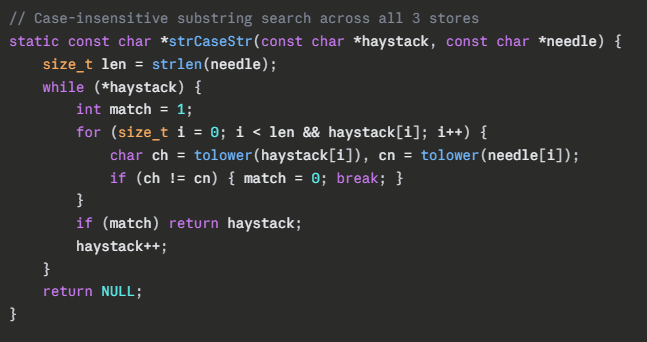 // Case-insensitive substring search across all 3 stores
static const char *strCaseStr(const char *haystack, const char *needle) {
    size_t len = strlen(needle);
    while (*haystack) {
        int match = 1;
        for (size_t i = 0; i < len && haystack[i]; i++) {
            char ch = tolower(haystack[i]), cn = tolower(needle[i]);
            if (ch != cn) { match = 0; break; }
        }
        if (match) return haystack;
        haystack++;
    }
    return NULL;
}